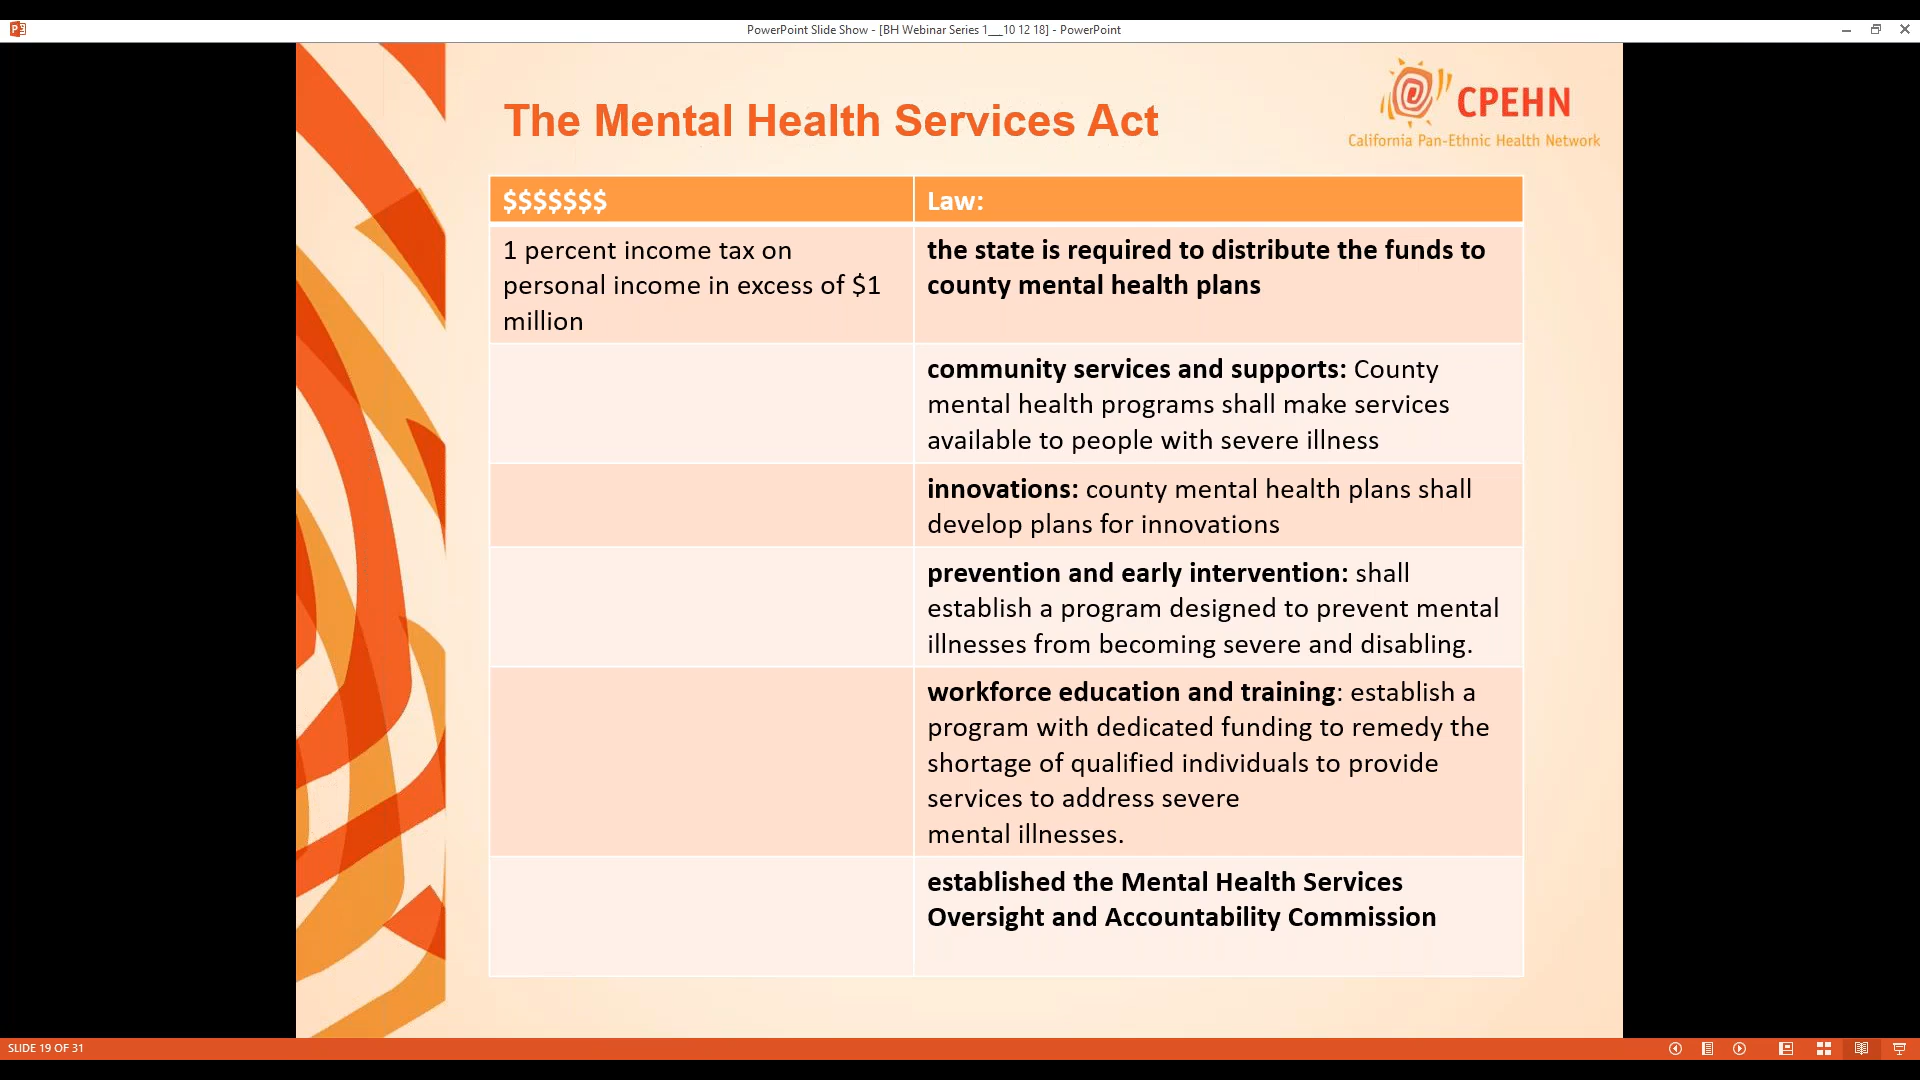 PowerPoint Slide Show - [BH Webinar Series 1__10 12 18] - PowerPoint
The Mental Health Services Act
CPEHN
California Pan-Ethnic Health Network
$$$$$$$
Law:
1 percent income tax on
personal income in excess of $1
million
the state is required to distribute the funds to
county mental health plans
community services and supports: County
mental health programs shall make services
available to people with severe illness
innovations: county mental health plans shall
develop plans for innovations
prevention and early intervention: shall
establish a program designed to prevent mental
illnesses from becoming severe and disabling.
workforce education and training: establish a
program with dedicated funding to remedy the
shortage of qualified individuals to provide
services to address severe
mental illnesses.
established the Mental Health Services
Oversight and Accountability Commission
SLIDE 19 OF 31